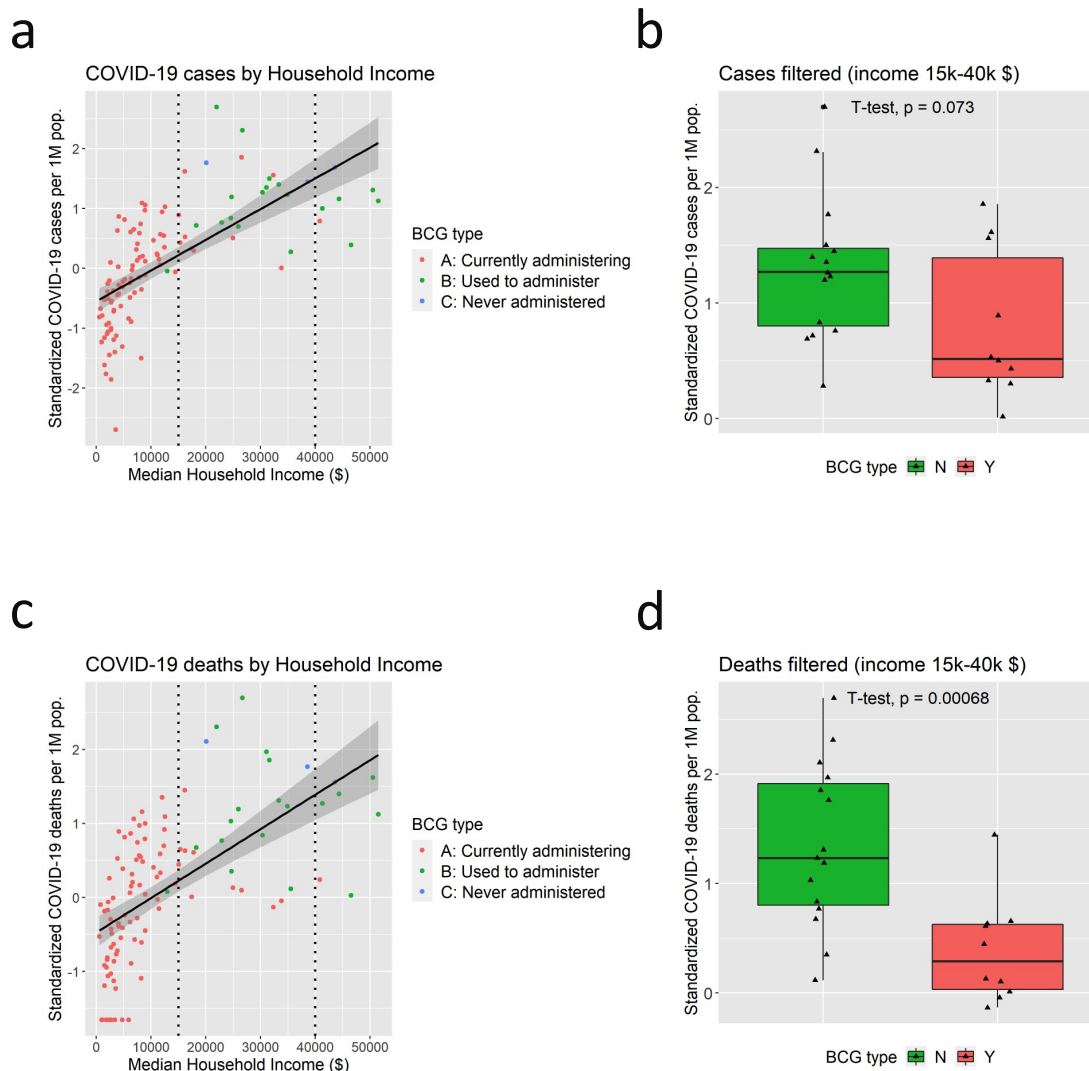 a
COVID-19 cases by Household Income
Standardized COVID-19 cases per 1M pop.
2
1
0
-1
-2
0 10000 20000 30000 40000 50000
Median Household Income ($)
BCG type
A: Currently administering
B: Used to administer
C: Never administered
b
Cases filtered (income 15k-40k $)
T-test, p = 0.073
Standardized COVID-19 cases per 1M pop.
2
1
0
BCG type N Y
c
COVID-19 deaths by Household Income
Standardized COVID-19 deaths per 1M pop.
2
1
0
-1
0 10000 20000 30000 40000 50000
Median Household Income ($)
BCG type
A: Currently administering
B: Used to administer
C: Never administered
d
Deaths filtered (income 15k-40k $)
T-test, p = 0.00068
Standardized COVID-19 deaths per 1M pop.
2
1
0
BCG type N Y